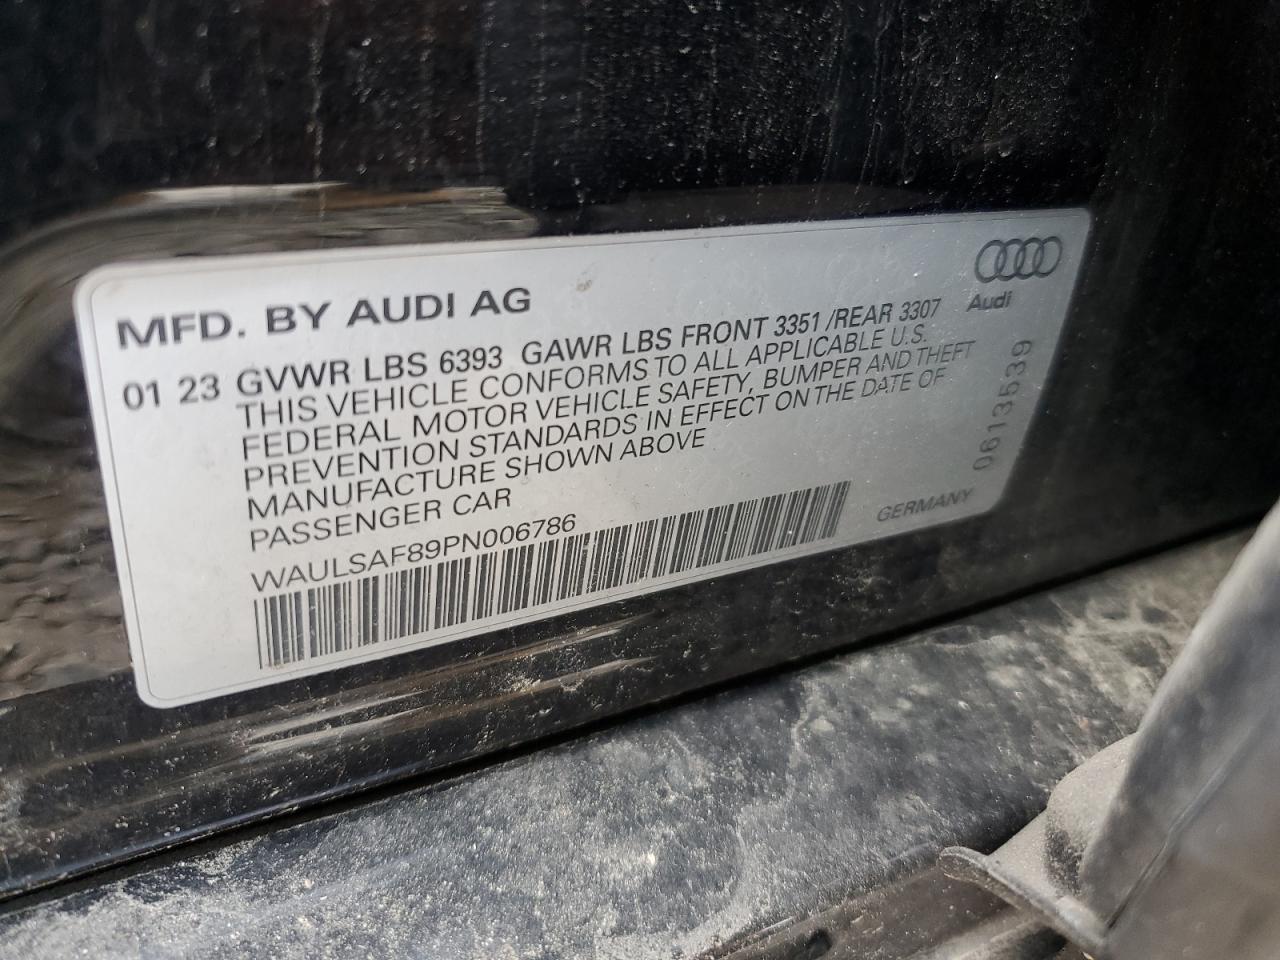 MFD. BY AUDI AG
Audi
01 23 GVWR LBS 6393 GAWR LBS FRONT 3351 /REAR 3307
THIS VEHICLE CONFORMS TO ALL APPLICABLE U.S.
FEDERAL MOTOR VEHICLE SAFETY, BUMPER AND THEFT
PREVENTION STANDARDS IN EFFECT ON THE DATE OF
MANUFACTURE SHOWN ABOVE
PASSENGER CAR
WAULSAF89PN006786
GERMANY
0613539